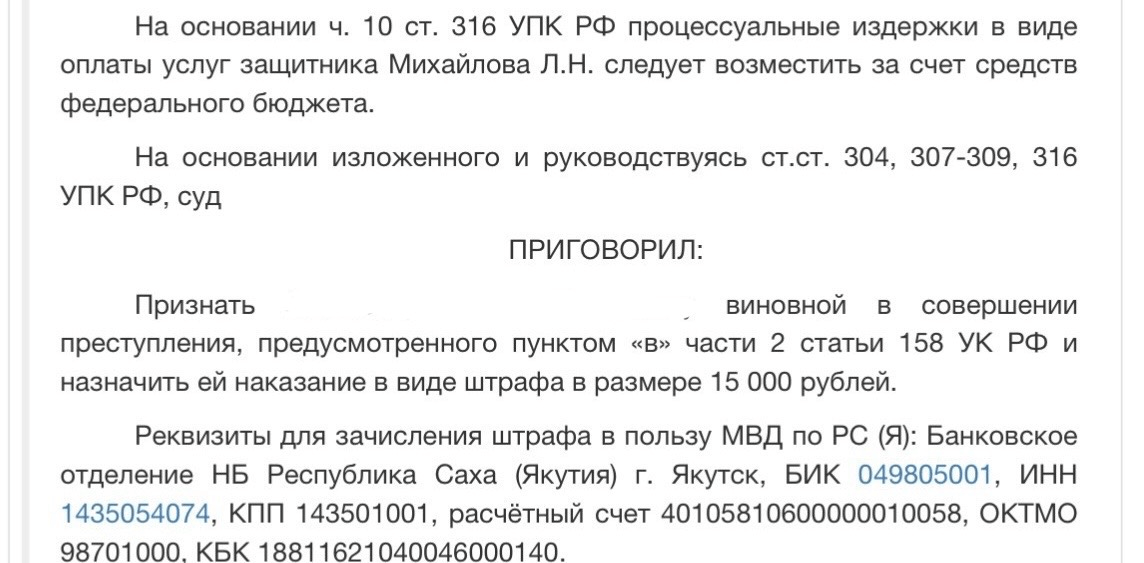 На основании ч. 10 ст. 316 УПК РФ процессуальные издержки в виде
оплаты услуг защитника Михайлова Л.Н. следует возместить за счет средств
федерального бюджета.
На основании изложенного и руководствуясь ст.ст. 304, 307-309, 316
УПК РФ, суд
ПРИГОВОРИЛ:
Признать виновной в совершении
преступления, предусмотренного пунктом «в» части 2 статьи 158 УК РФ и
назначить ей наказание в виде штрафа в размере 15 000 рублей.
Реквизиты для зачисления штрафа в пользу МВД по РС (Я): Банковское
отделение НБ Республика Саха (Якутия) г. Якутск, БИК 049805001, ИНН
1435054074, КПП 143501001, расчётный счет 40105810600000010058, ОКТМО
98701000, КБК 18811621040046000140.